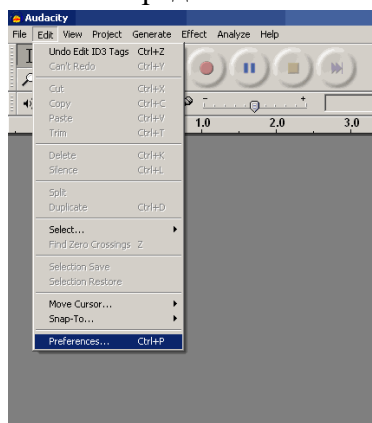 Audacity
File Edit View Project Generate Effect Analyze Help
Undo Edit ID3 Tags Ctrl+Z
Can't Redo Ctrl+Y
Cut Ctrl+X
Copy Ctrl+C
Paste Ctrl+V
Trim Ctrl+T
Delete Ctrl+K
Silence Ctrl+L
Split
Duplicate Ctrl+D
Select...
Find Zero Crossings Z
Selection Save
Selection Restore
Move Cursor...
Snap-To...
Preferences... Ctrl+P
1.0 2.0 3.0